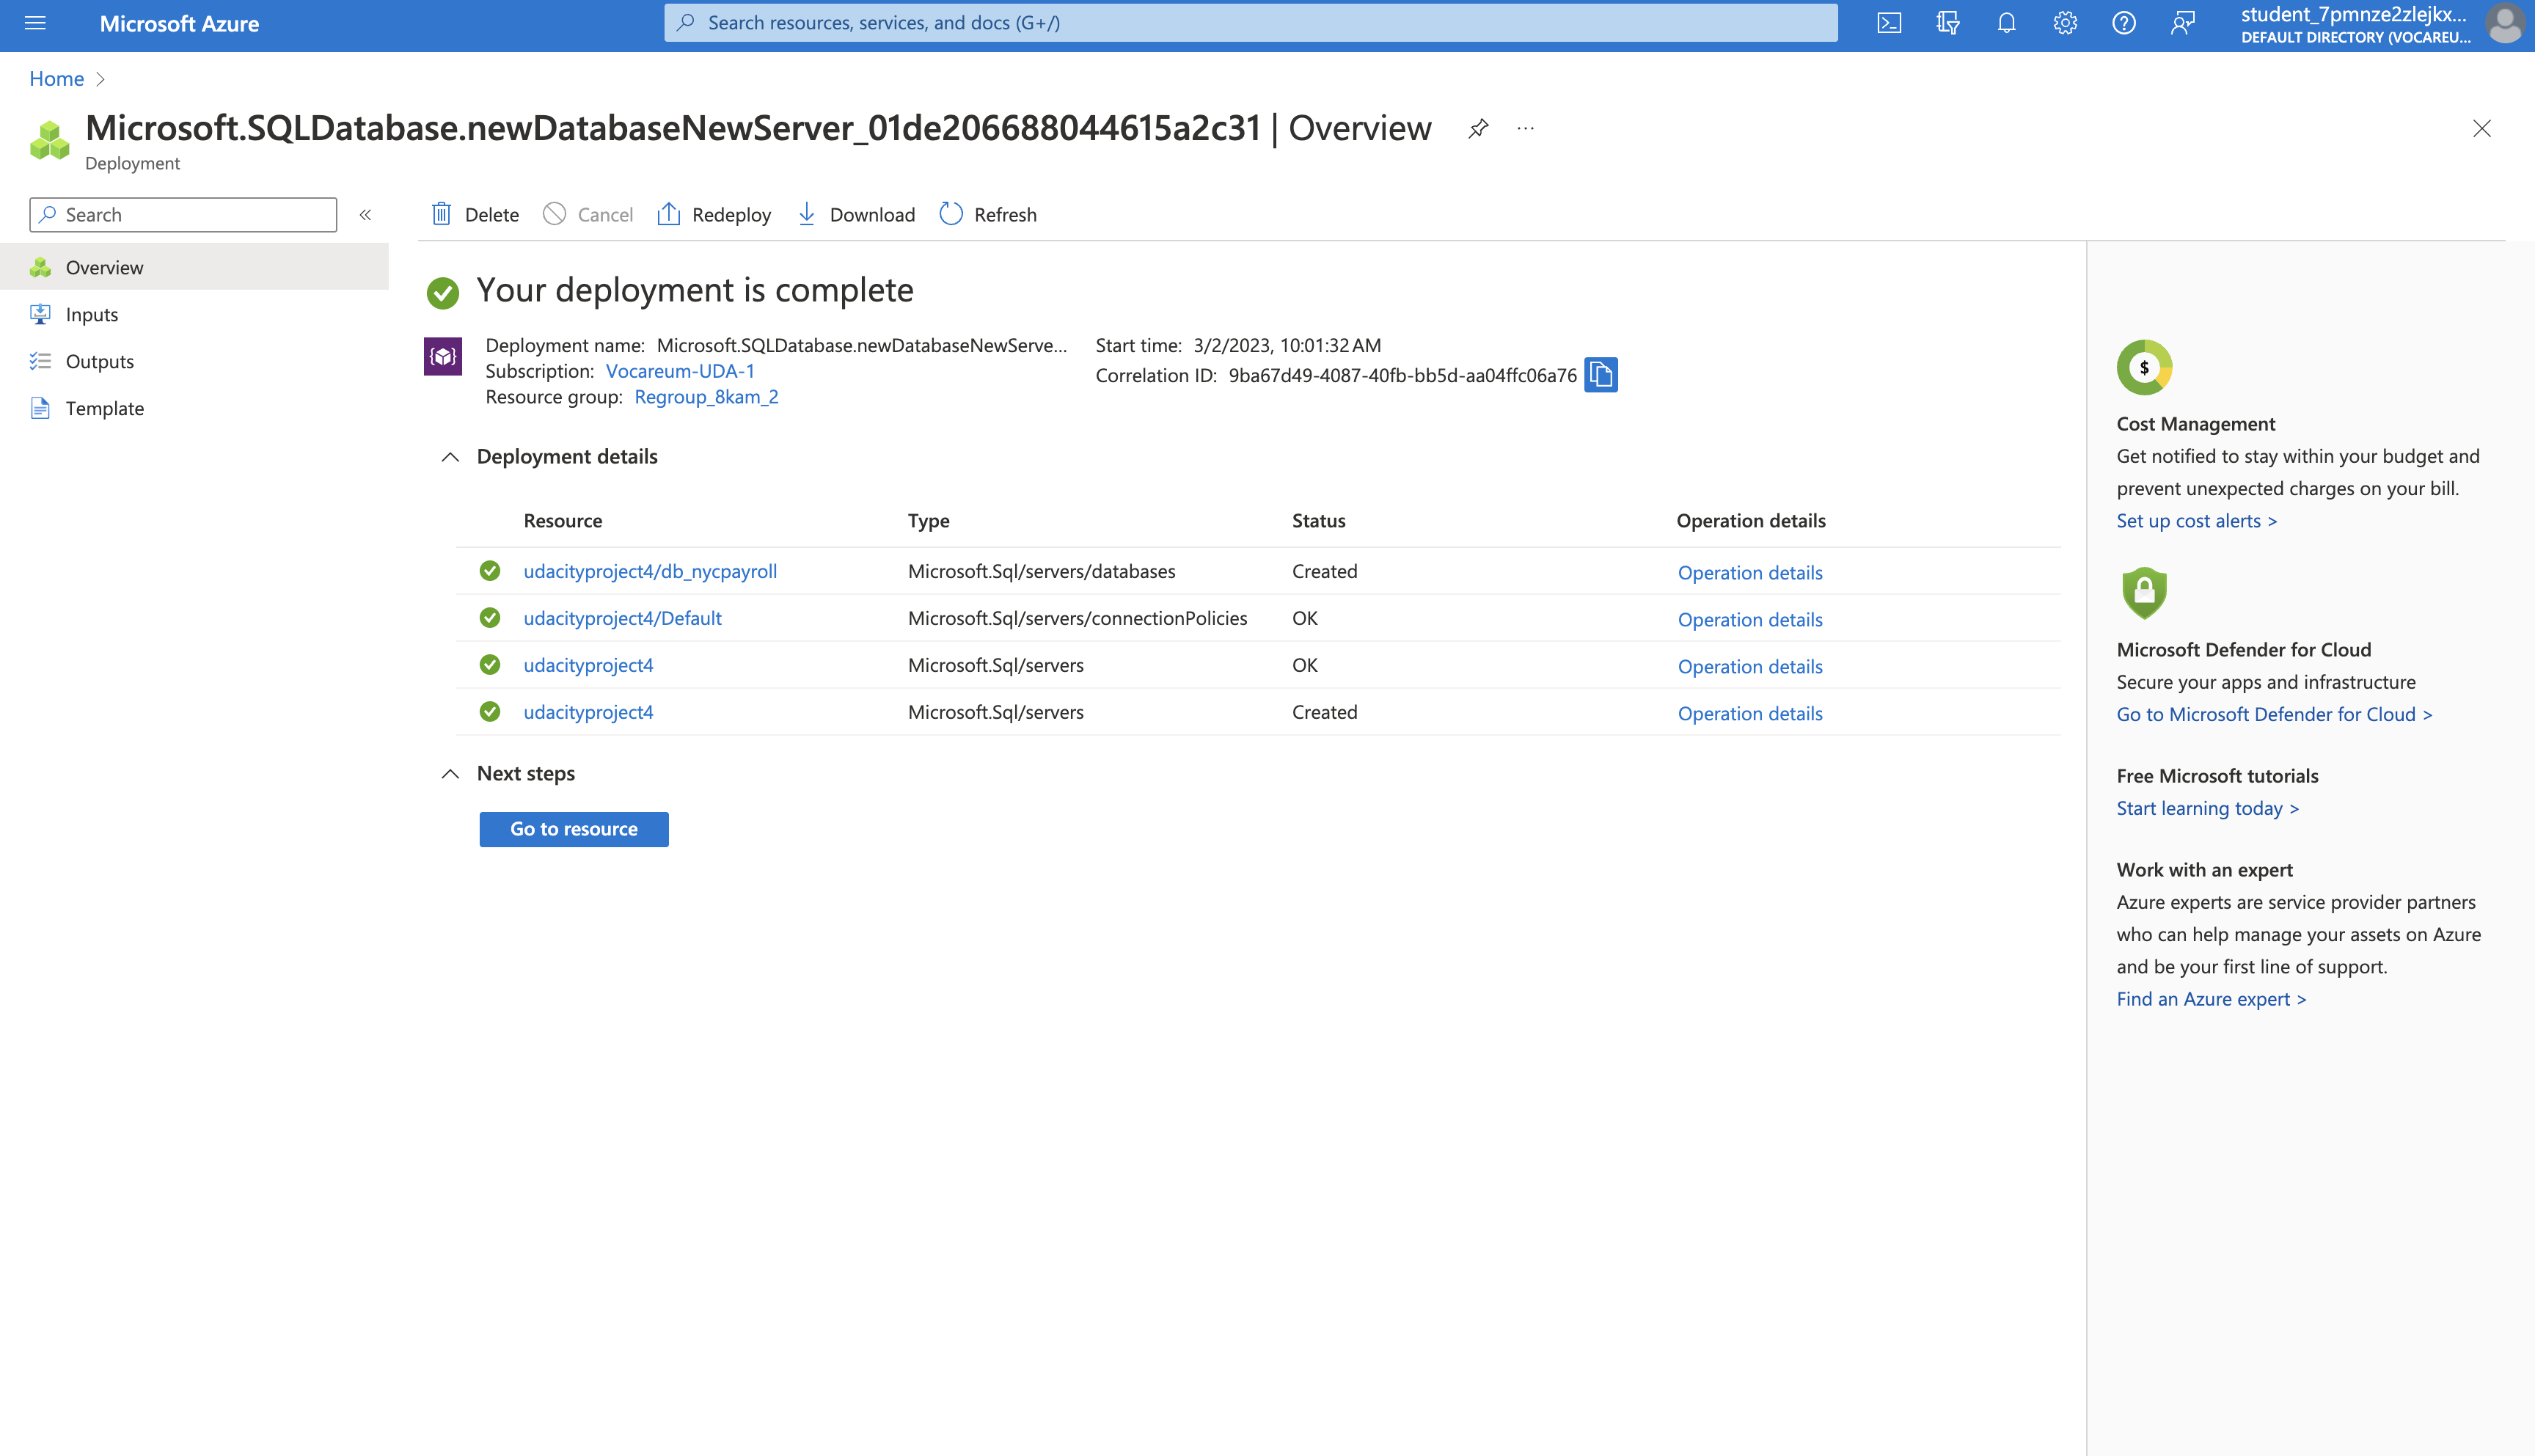 Microsoft Azure
Search resources, services, and docs (G+/)
student_7pmnze2zlejkx...
DEFAULT DIRECTORY (VOCAREU...
Home
Microsoft.SQLDatabase.newDatabaseNewServer_01de206688044615a2c31 | Overview
Deployment
Search
Delete
Cancel
Redeploy
Download
Refresh
Overview
Inputs
Outputs
Template
Your deployment is complete
Deployment name: Microsoft.SQLDatabase.newDatabaseNewServe...
Subscription: Vocareum-UDA-1
Resource group: Regroup_8kam_2
Start time: 3/2/2023, 10:01:32 AM
Correlation ID: 9ba67d49-4087-40fb-bb5d-aa04ffc06a76
Deployment details
Resource Type Status Operation details
udacityproject4/db_nycpayroll Microsoft.Sql/servers/databases Created Operation details
udacityproject4/Default Microsoft.Sql/servers/connectionPolicies OK Operation details
udacityproject4 Microsoft.Sql/servers OK Operation details
udacityproject4 Microsoft.Sql/servers Created Operation details
Next steps
Go to resource
$
Cost Management
Get notified to stay within your budget and
prevent unexpected charges on your bill.
Set up cost alerts >
Microsoft Defender for Cloud
Secure your apps and infrastructure
Go to Microsoft Defender for Cloud >
Free Microsoft tutorials
Start learning today >
Work with an expert
Azure experts are service provider partners
who can help manage your assets on Azure
and be your first line of support.
Find an Azure expert >